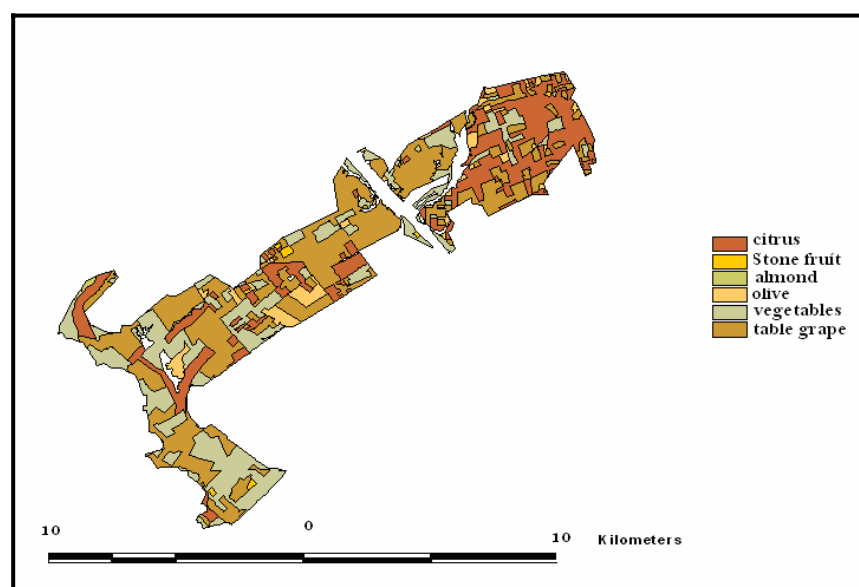 citrus
Stone fruit
almond
olive
vegetables
table grape
10 0 10 Kilometers